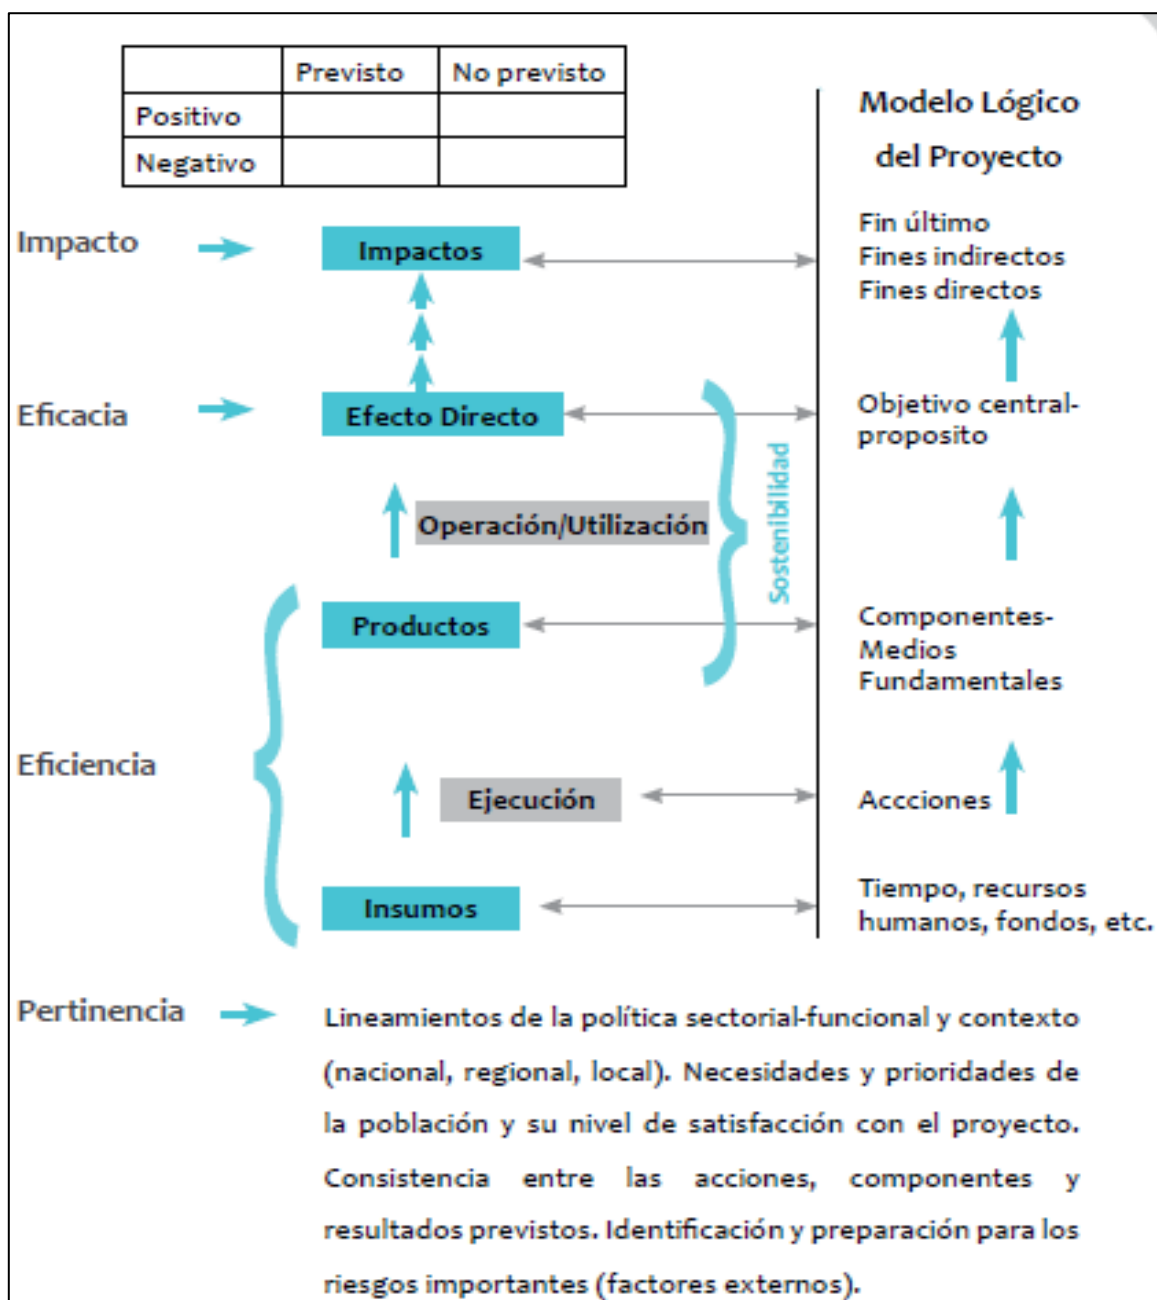 Previsto No previsto
Positivo
Negativo
Modelo Lógico
del Proyecto
Impacto
Impactos
Fin último
Fines indirectos
Fines directos
Eficacia
Efecto Directo
Objetivo central-
proposito
Operación/Utilización
Sostenibilidad
Productos
Componentes-
Medios
Fundamentales
Eficiencia
Ejecución
Accciones
Insumos
Tiempo, recursos
humanos, fondos, etc.
Pertinencia
Lineamientos de la política sectorial-funcional y contexto
(nacional, regional, local). Necesidades y prioridades de
la población y su nivel de satisfacción con el proyecto.
Consistencia entre las acciones, componentes y
resultados previstos. Identificación y preparación para los
riesgos importantes (factores externos).